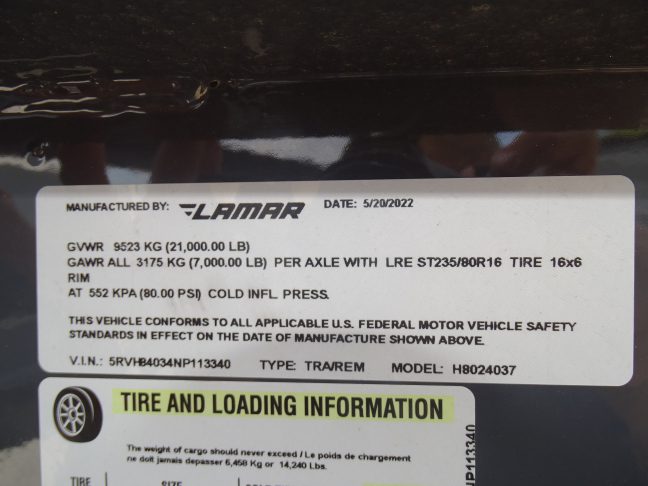 MANUFACTURED BY: LAMAR DATE: 5/20/2022
GVWR 9523 KG (21,000.00 LB)
GAWR ALL 3175 KG (7,000.00 LB) PER AXLE WITH LRE ST235/80R16 TIRE 16x6
RIM
AT 552 KPA (80.00 PSI) COLD INFL. PRESS.
THIS VEHICLE CONFORMS TO ALL APPLICABLE U.S. FEDERAL MOTOR VEHICLE SAFETY
STANDARDS IN EFFECT ON THE DATE OF MANUFACTURE SHOWN ABOVE.
V.I.N.: 5RVHB4034NP113340 TYPE: TRA/REM MODEL: H8024037
TIRE AND LOADING INFORMATION
The weight of cargo should never exceed / Le poids de chargement
ne doit jamais depasser 6,458 Kg or 14,240 Lbs.
TIRE SIZE
NP113340